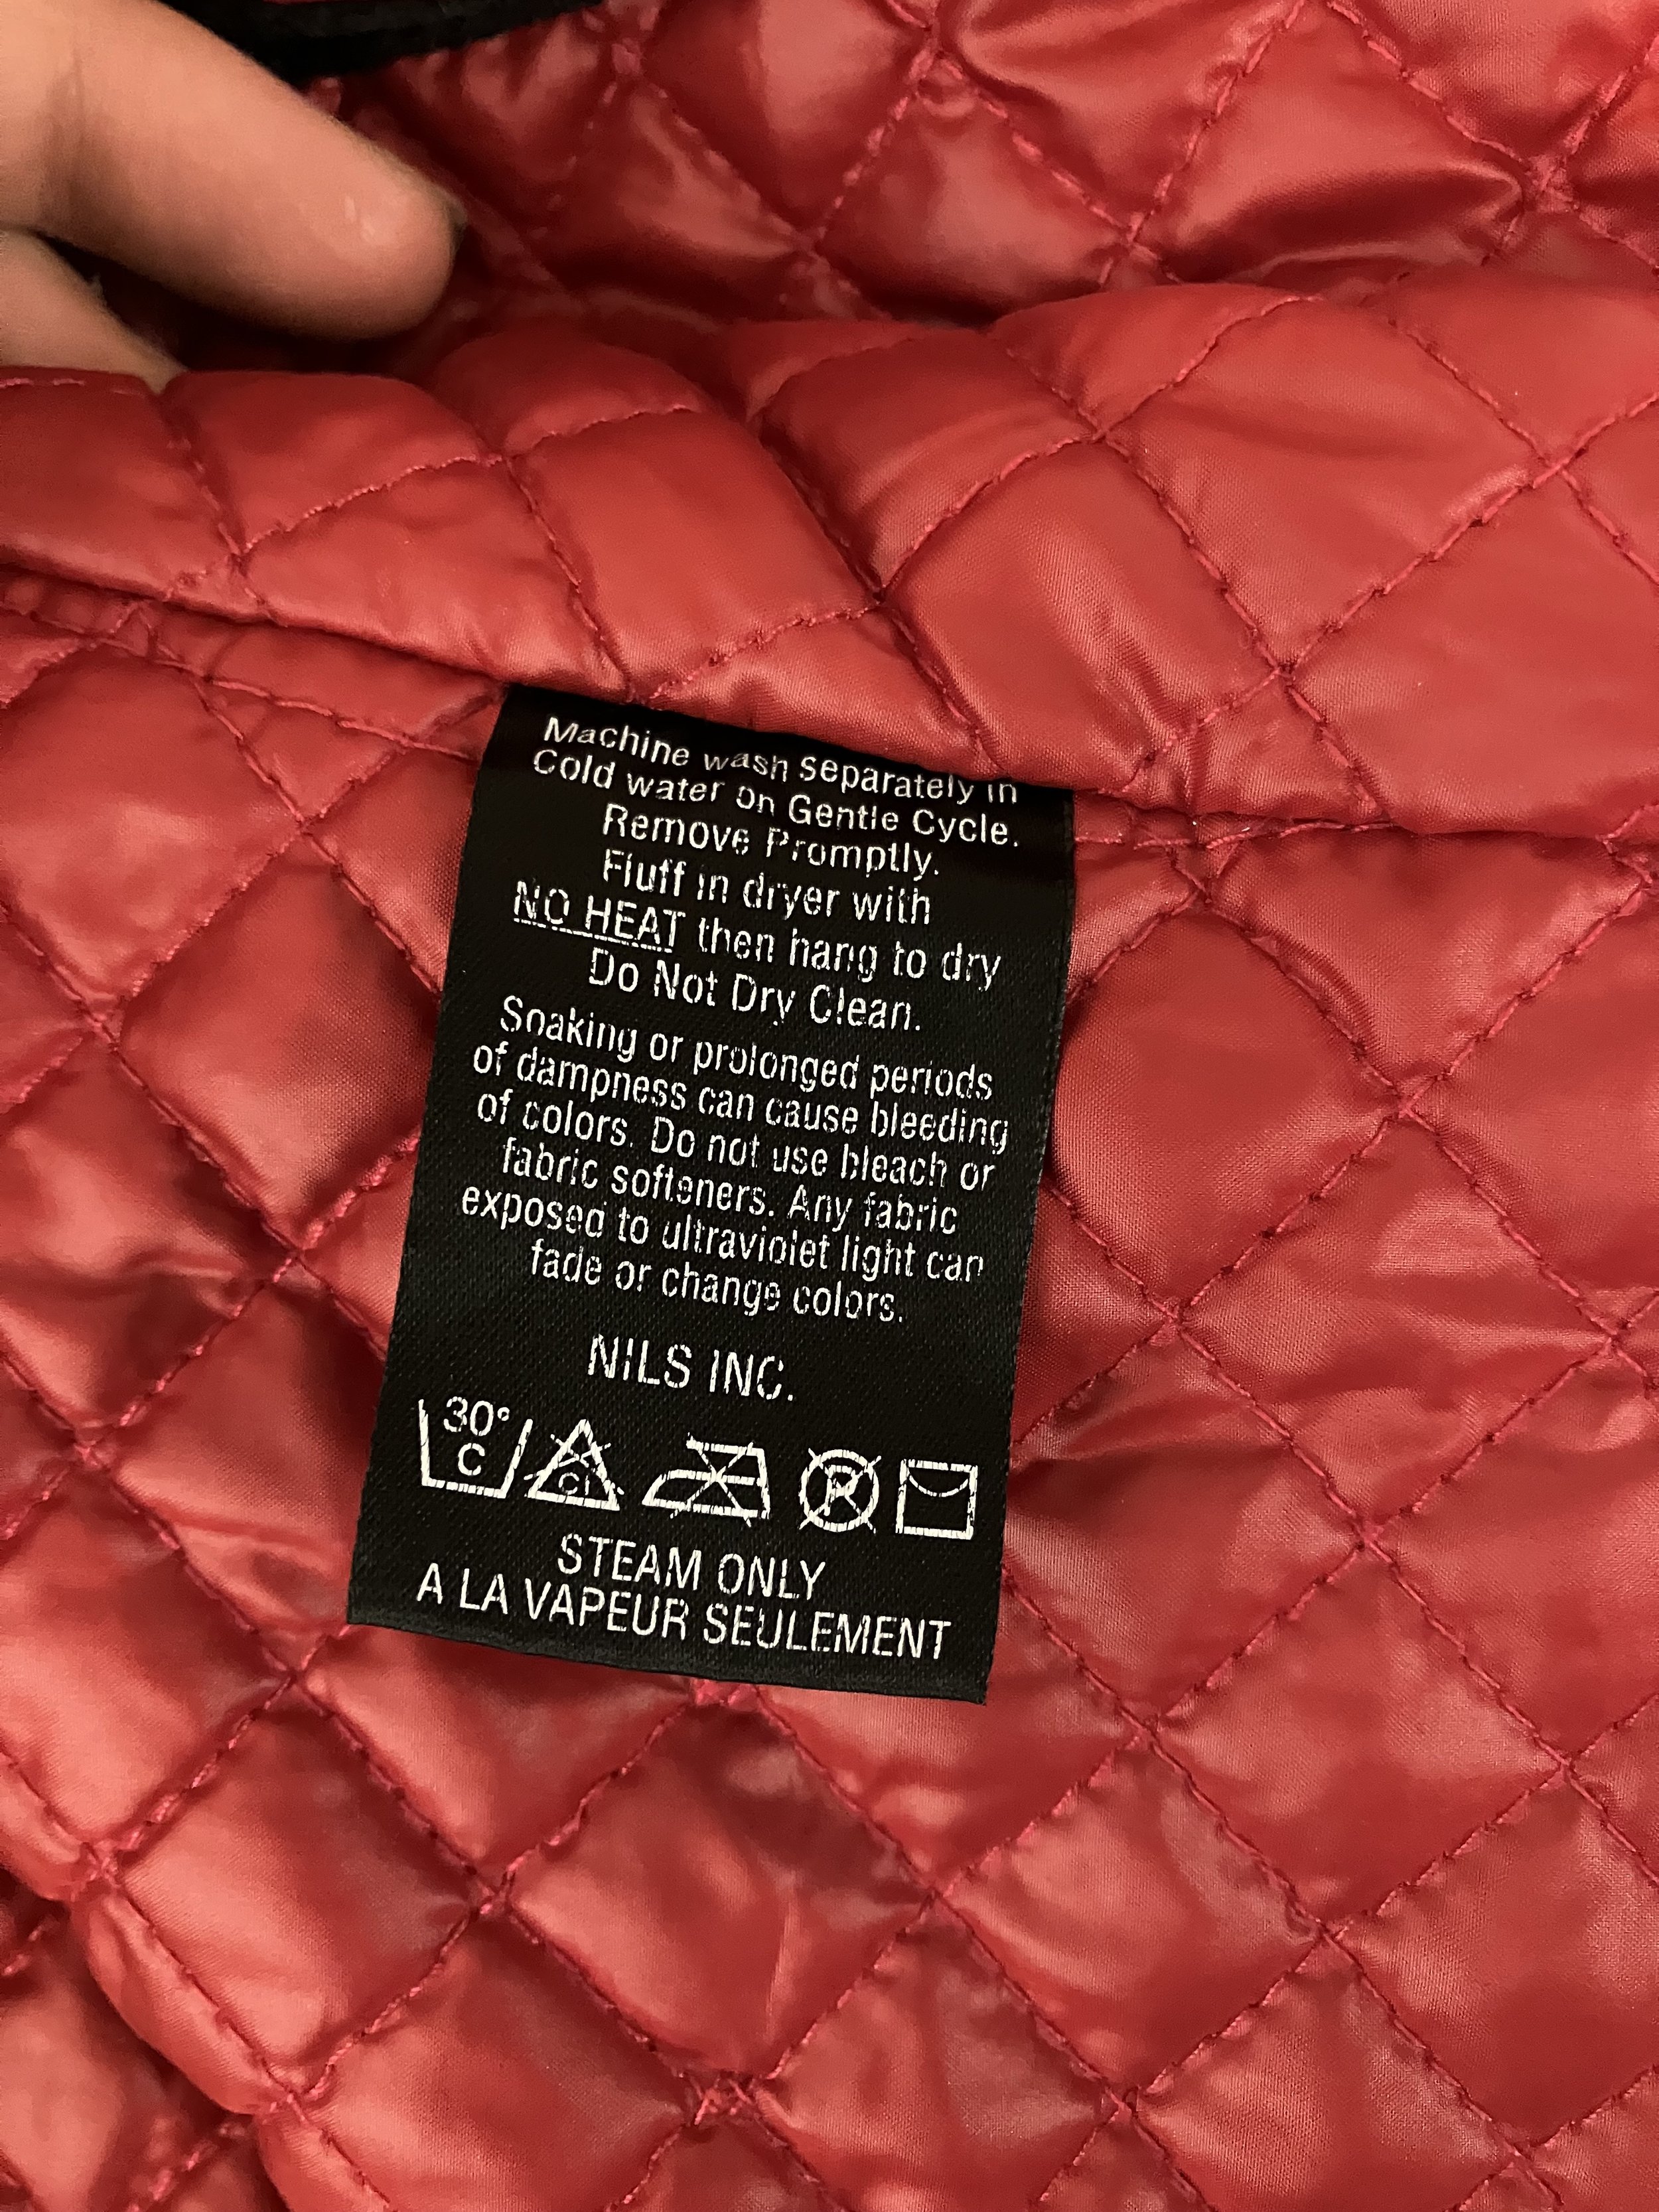 Machine wash Separately in
Cold water on Gentle Cycle.
Remove Promptly.
Fluff in dryer with
NO HEAT then hang to dry
Do Not Dry Clean.
Soaking or prolonged periods
of dampness can cause bleeding
of colors. Do not use bleach or
fabric softeners. Any fabric
exposed to ultraviolet light can
fade or change colors.
NILS INC.
30° C Cl R
STEAM ONLY
A LA VAPEUR SEULEMENT